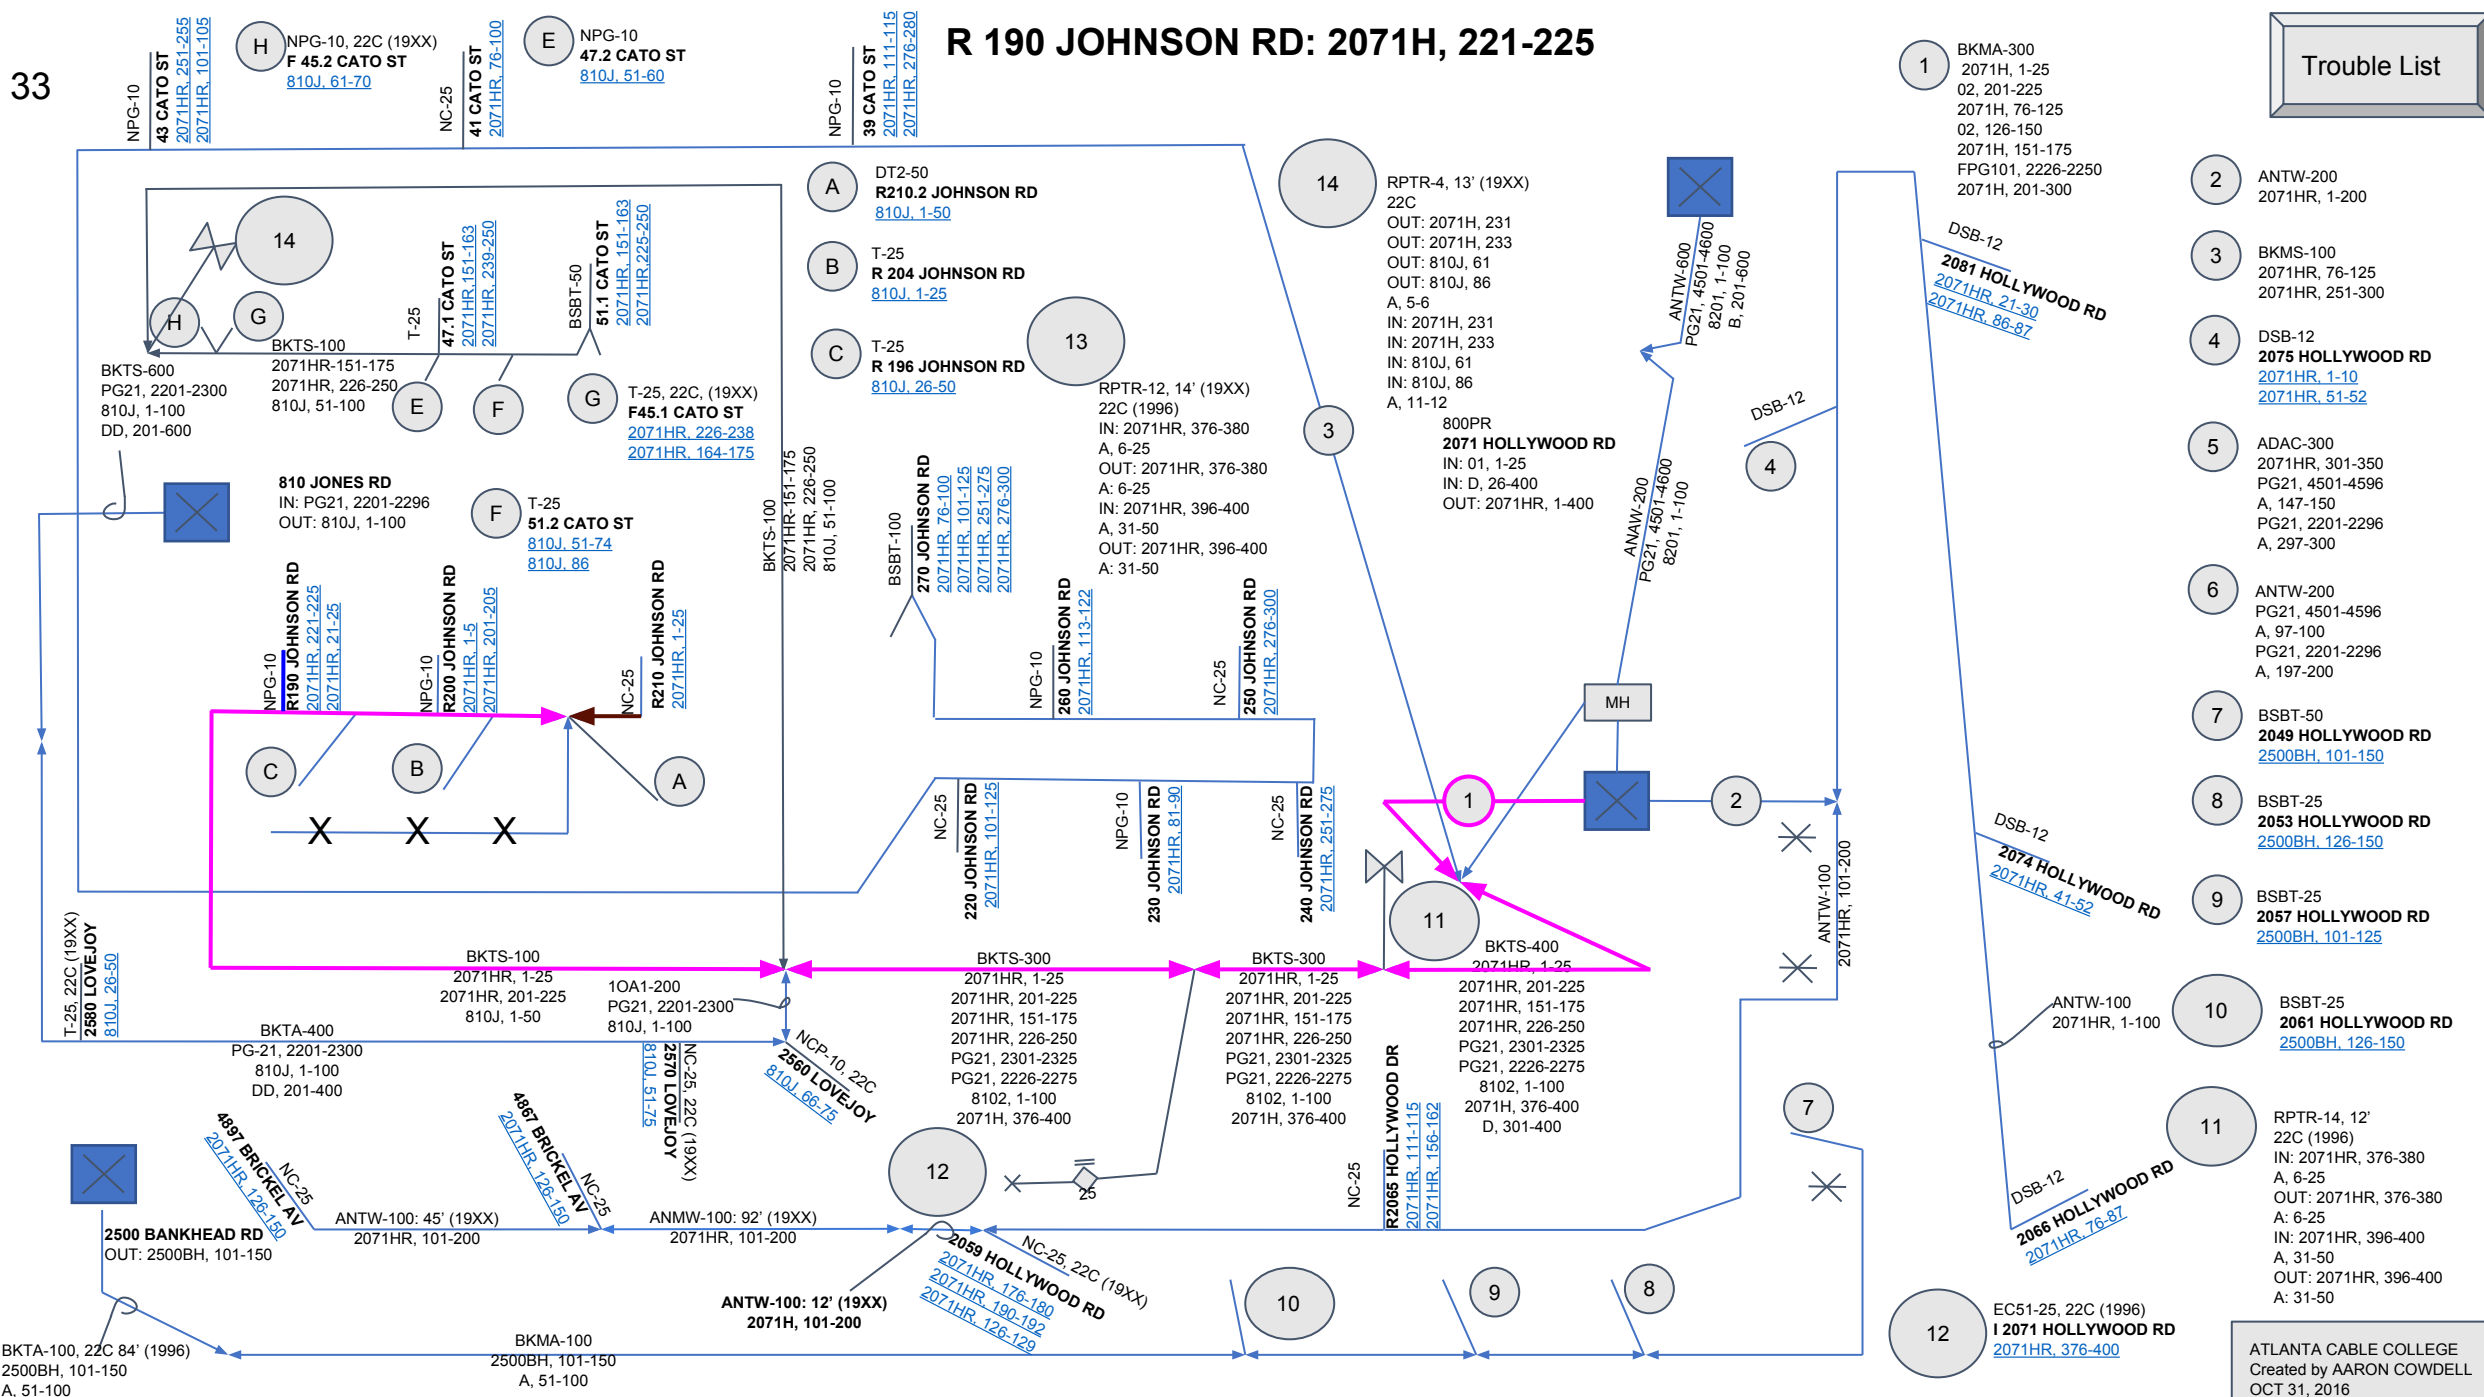 R 190 JOHNSON RD: 2071H, 221-225
33
Trouble List
NPG-10
43 CATO ST
2071HR, 251-255
2071HR, 101-105
H
NPG-10, 22C (19XX)
F 45.2 CATO ST
810J, 61-70
NC-25
41 CATO ST
2071HR, 76-100
E
NPG-10
47.2 CATO ST
810J, 51-60
NPG-10
39 CATO ST
2071HR, 111-115
2071HR, 276-280
1
BKMA-300
2071H, 1-25
02, 201-225
2071H, 76-125
02, 126-150
2071H, 151-175
FPG101, 2226-2250
2071H, 201-300
2
ANTW-200
2071HR, 1-200
3
BKMS-100
2071HR, 76-125
2071HR, 251-300
4
DSB-12
2075 HOLLYWOOD RD
2071HR, 1-10
2071HR, 51-52
5
ADAC-300
2071HR, 301-350
PG21, 4501-4596
A, 147-150
PG21, 2201-2296
A, 297-300
6
ANTW-200
PG21, 4501-4596
A, 97-100
PG21, 2201-2296
A, 197-200
7
BSBT-50
2049 HOLLYWOOD RD
2500BH, 101-150
8
BSBT-25
2053 HOLLYWOOD RD
2500BH, 126-150
9
BSBT-25
2057 HOLLYWOOD RD
2500BH, 101-125
10
BSBT-25
2061 HOLLYWOOD RD
2500BH, 126-150
11
RPTR-14, 12'
22C (1996)
IN: 2071HR, 376-380
A, 6-25
OUT: 2071HR, 376-380
A: 6-25
IN: 2071HR, 396-400
A, 31-50
OUT: 2071HR, 396-400
A: 31-50
12
EC51-25, 22C (1996)
I 2071 HOLLYWOOD RD
2071HR, 376-400
ATLANTA CABLE COLLEGE
Created by AARON COWDELL
OCT 31, 2016
A
DT2-50
R210.2 JOHNSON RD
810J, 1-50
B
T-25
R 204 JOHNSON RD
810J, 1-25
C
T-25
R 196 JOHNSON RD
810J, 26-50
13
RPTR-12, 14' (19XX)
22C (1996)
IN: 2071HR, 376-380
A, 6-25
OUT: 2071HR, 376-380
A: 6-25
IN: 2071HR, 396-400
A, 31-50
OUT: 2071HR, 396-400
A: 31-50
14
RPTR-4, 13' (19XX)
22C
OUT: 2071H, 231
OUT: 2071H, 233
OUT: 810J, 61
OUT: 810J, 86
A, 5-6
IN: 2071H, 231
IN: 2071H, 233
IN: 810J, 61
IN: 810J, 86
A, 11-12
800PR
2071 HOLLYWOOD RD
IN: 01, 1-25
IN: D, 26-400
OUT: 2071HR, 1-400
3
ANTW-600
PG21, 4501-4600
8201, 1-100
B, 201-600
ANAW-200
PG21, 4501-4600
8201, 1-100
MH
DSB-12
4
DSB-12
2081 HOLLYWOOD RD
2071HR, 21-30
2071HR, 86-87
14
H
G
T-25
47.1 CATO ST
2071HR,151-163
2071HR, 239-250
BSBT-50
51.1 CATO ST
2071HR, 151-163
2071HR,225-250
BKTS-100
2071HR-151-175
2071HR, 226-250
810J, 51-100
BKTS-600
PG21, 2201-2300
810J, 1-100
DD, 201-600
E
F
G
T-25, 22C, (19XX)
F45.1 CATO ST
2071HR, 226-238
2071HR, 164-175
810 JONES RD
IN: PG21, 2201-2296
OUT: 810J, 1-100
F
T-25
51.2 CATO ST
810J, 51-74
810J, 86
BKTS-100
2071HR-151-175
2071HR, 226-250
810J, 51-100
NPG-10
R190 JOHNSON RD
2071HR, 221-225
2071HR, 21-25
NPG-10
R200 JOHNSON RD
2071HR, 1-5
2071HR, 201-205
NC-25
R210 JOHNSON RD
2071HR, 1-25
C
B
A
X
X
X
BSBT-100
270 JOHNSON RD
2071HR, 76-100
2071HR, 101-125
2071HR, 251-275
2071HR, 276-300
NPG-10
260 JOHNSON RD
2071HR, 113-122
NC-25
250 JOHNSON RD
2071HR, 276-300
NC-25
220 JOHNSON RD
2071HR, 101-125
NPG-10
230 JOHNSON RD
2071HR, 81-90
NC-25
240 JOHNSON RD
2071HR, 251-275
1
2
11
ANTW-100
2071HR, 101-200
DSB-12
2074 HOLLYWOOD RD
2071HR, 41-52
ANTW-100
2071HR, 1-100
DSB-12
2066 HOLLYWOOD RD
2071HR, 76-87
T-25, 22C (19XX)
2580 LOVEJOY
810J, 26-50
BKTS-100
2071HR, 1-25
2071HR, 201-225
810J, 1-50
1OA1-200
PG21, 2201-2300
810J, 1-100
BKTS-300
2071HR, 1-25
2071HR, 201-225
2071HR, 151-175
2071HR, 226-250
PG21, 2301-2325
PG21, 2226-2275
8102, 1-100
2071H, 376-400
BKTS-300
2071HR, 1-25
2071HR, 201-225
2071HR, 151-175
2071HR, 226-250
PG21, 2301-2325
PG21, 2226-2275
8102, 1-100
2071H, 376-400
BKTS-400
2071HR, 1-25
2071HR, 201-225
2071HR, 151-175
2071HR, 226-250
PG21, 2301-2325
PG21, 2226-2275
8102, 1-100
2071H, 376-400
D, 301-400
BKTA-400
PG-21, 2201-2300
810J, 1-100
DD, 201-400
NC-25, 22C (19XX)
2570 LOVEJOY
810J, 51-75
NCP-10, 22C
2560 LOVEJOY
810J, 66-75
NC-25
R2065 HOLLYWOOD DR
2071HR, 111-115
2071HR, 156-162
7
12
25
2500 BANKHEAD RD
OUT: 2500BH, 101-150
NC-25
4897 BRICKEL AV
2071HR, 126-150
NC-25
4867 BRICKEL AV
2071HR, 126-150
ANTW-100: 45' (19XX)
2071HR, 101-200
ANMW-100: 92' (19XX)
2071HR, 101-200
NC-25, 22C (19XX)
2059 HOLLYWOOD RD
2071HR, 176-180
2071HR, 190-192
2071HR, 126-129
ANTW-100: 12' (19XX)
2071H, 101-200
10
9
8
BKTA-100, 22C 84' (1996)
2500BH, 101-150
A, 51-100
BKMA-100
2500BH, 101-150
A, 51-100